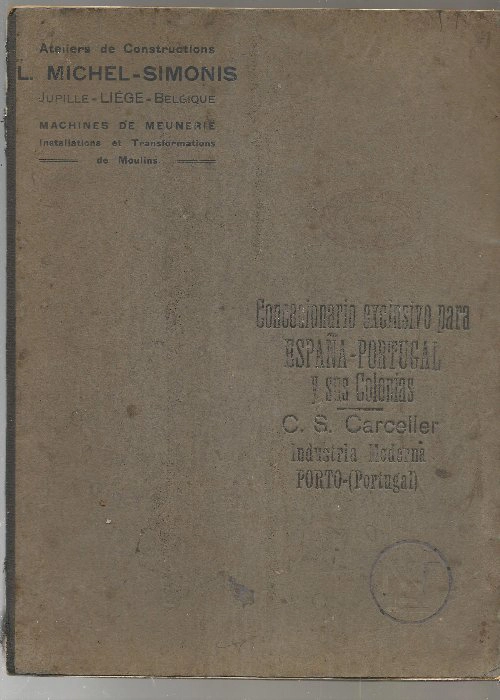 Ateliers de Constructions
L. MICHEL-SIMONIS
JUPILLE-LIÉGE-BELGIQUE
MACHINES DE MEUNERIE
Installations et Transformations
de Moulins
Concesionario exclusivo para
ESPAÑA-PORTUGAL
y sus Colonias
C. S. Carceller
Industria Moderna
PORTO-(Portugal)